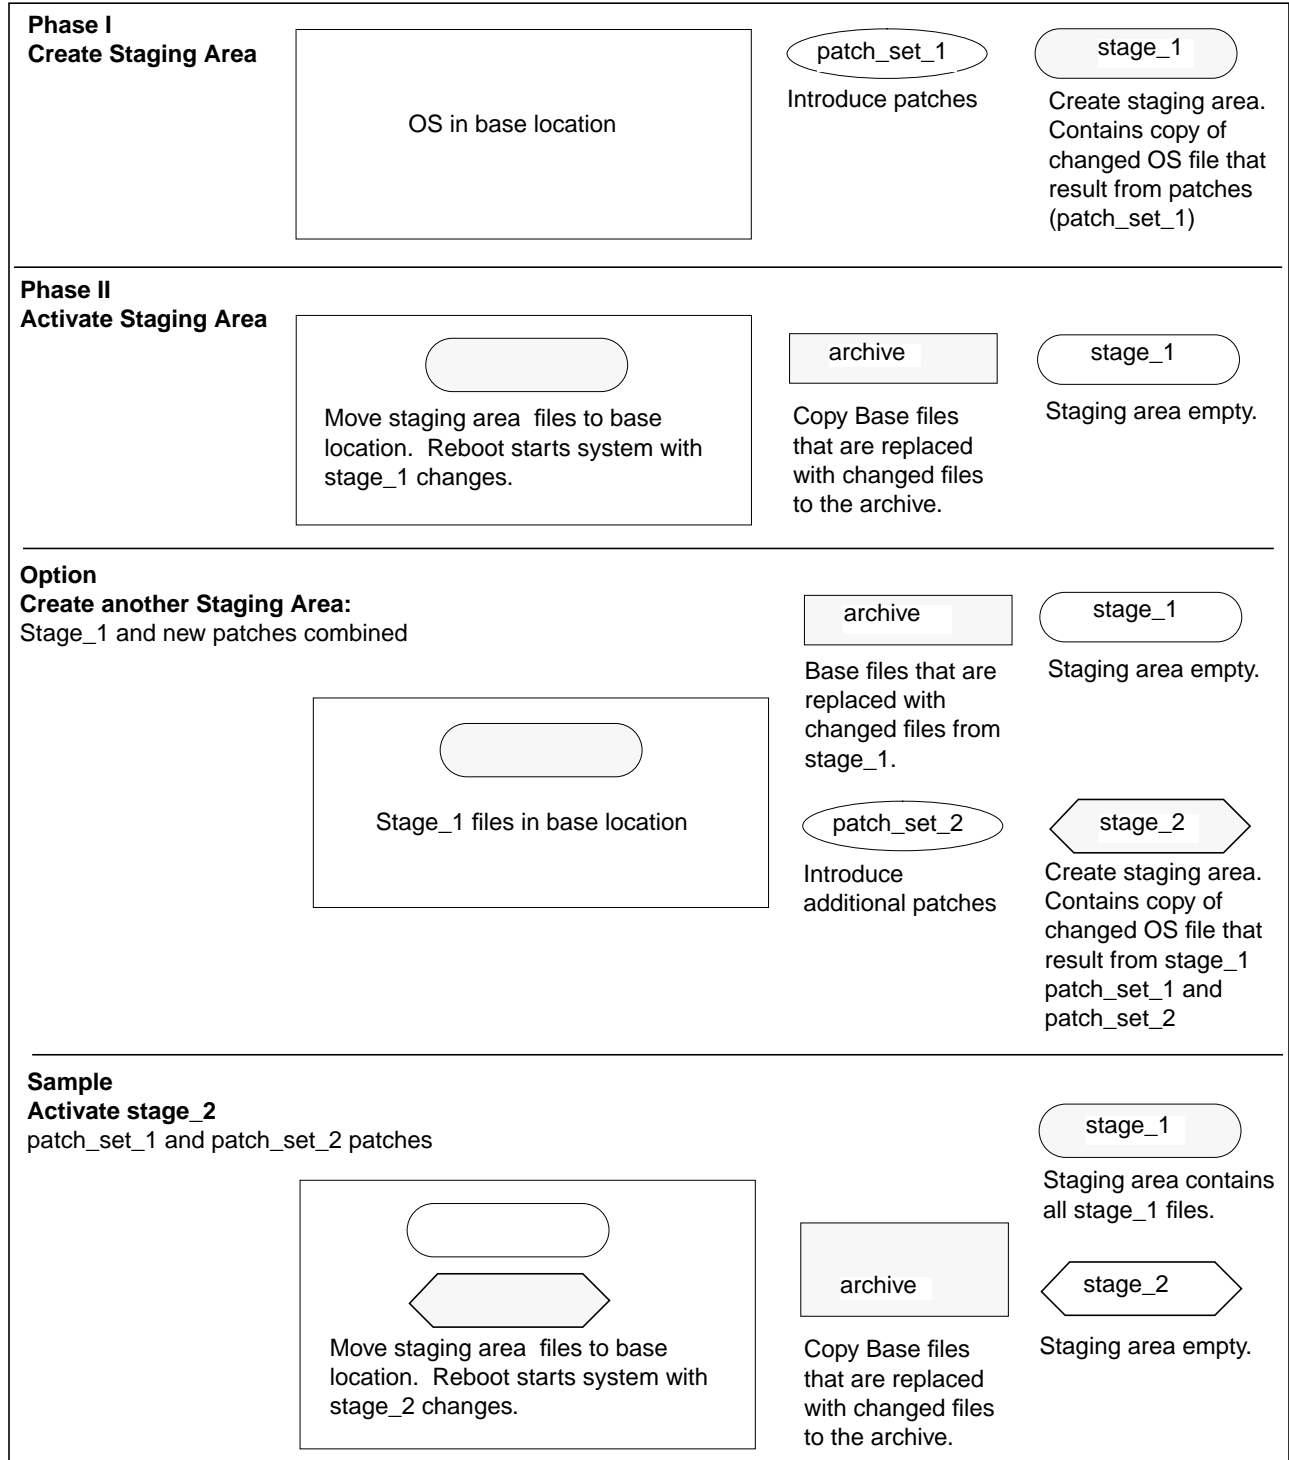 Phase I
Create Staging Area
OS in base location
patch_set_1
Introduce patches
stage_1
Create staging area.
Contains copy of
changed OS file that
result from patches
(patch_set_1)
Phase II
Activate Staging Area
Move staging area  files to base
location.  Reboot starts system with
stage_1 changes.
archive
Copy Base files
that are replaced
with changed files
to the archive.
stage_1
Staging area empty.
Option
Create another Staging Area:
Stage_1 and new patches combined
Stage_1 files in base location
archive
Base files that are
replaced with
changed files from
stage_1.
stage_1
Staging area empty.
patch_set_2
Introduce
additional patches
stage_2
Create staging area.
Contains copy of
changed OS file that
result from stage_1
patch_set_1 and
patch_set_2
Sample
Activate stage_2
patch_set_1 and patch_set_2 patches
Move staging area  files to base
location.  Reboot starts system with
stage_2 changes.
archive
Copy Base files
that are replaced
with changed files
to the archive.
stage_1
Staging area contains
all stage_1 files.
stage_2
Staging area empty.